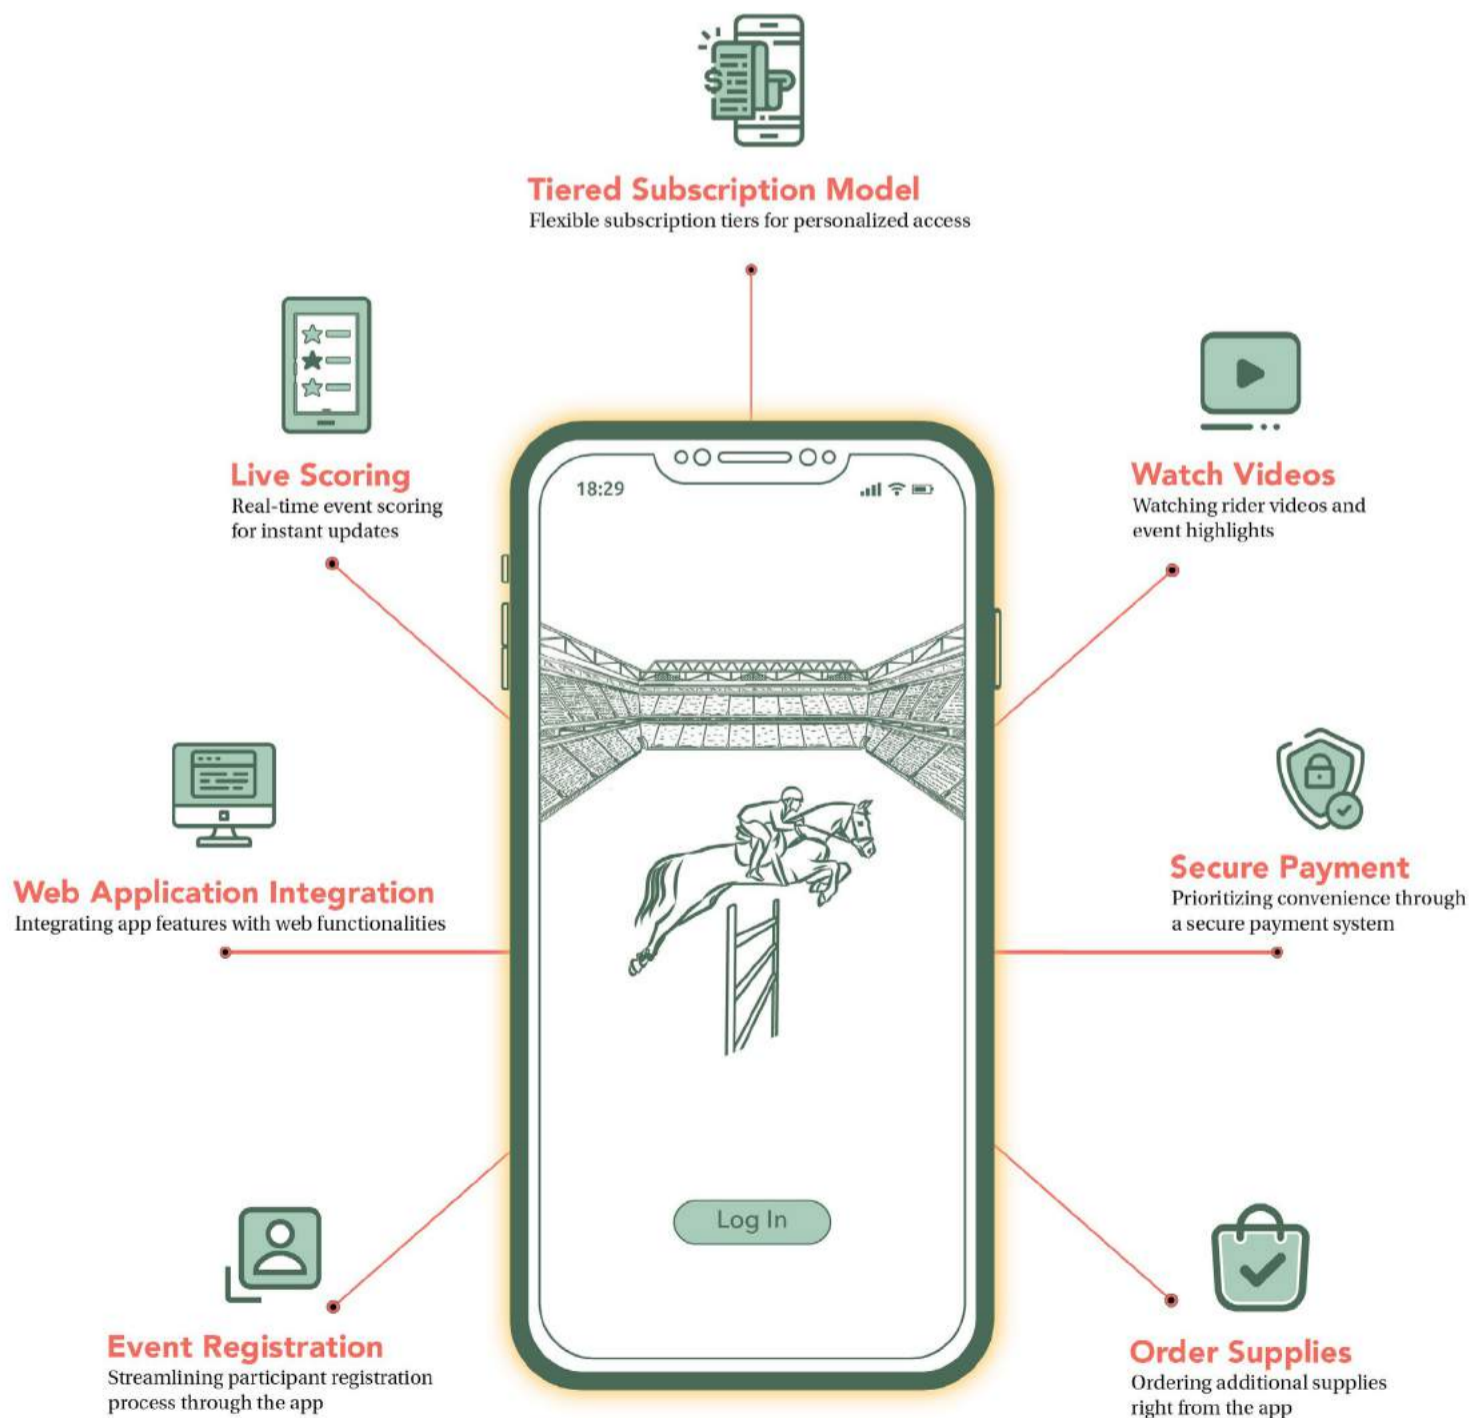 $
Tiered Subscription Model
Flexible subscription tiers for personalized access
Live Scoring
Real-time event scoring
for instant updates
Watch Videos
Watching rider videos and
event highlights
18:29
Web Application Integration
Integrating app features with web functionalities
Secure Payment
Prioritizing convenience through
a secure payment system
Log In
Event Registration
Streamlining participant registration
process through the app
Order Supplies
Ordering additional supplies
right from the app